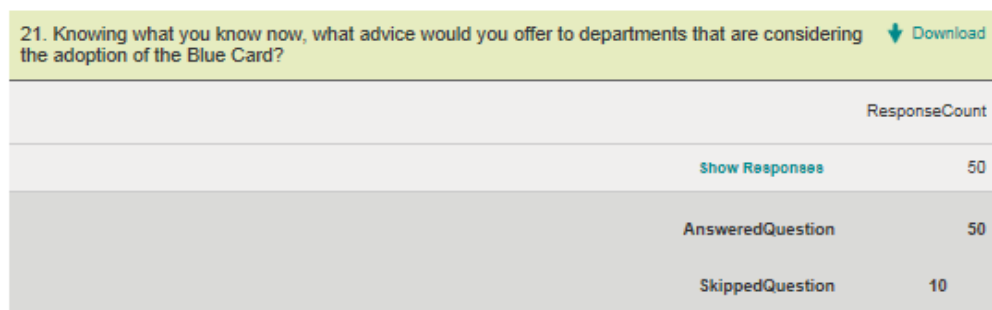 21. Knowing what you know now, what advice would you offer to departments that are considering
the adoption of the Blue Card?
Download
ResponseCount
Show Responses 50
AnsweredQuestion 50
SkippedQuestion 10